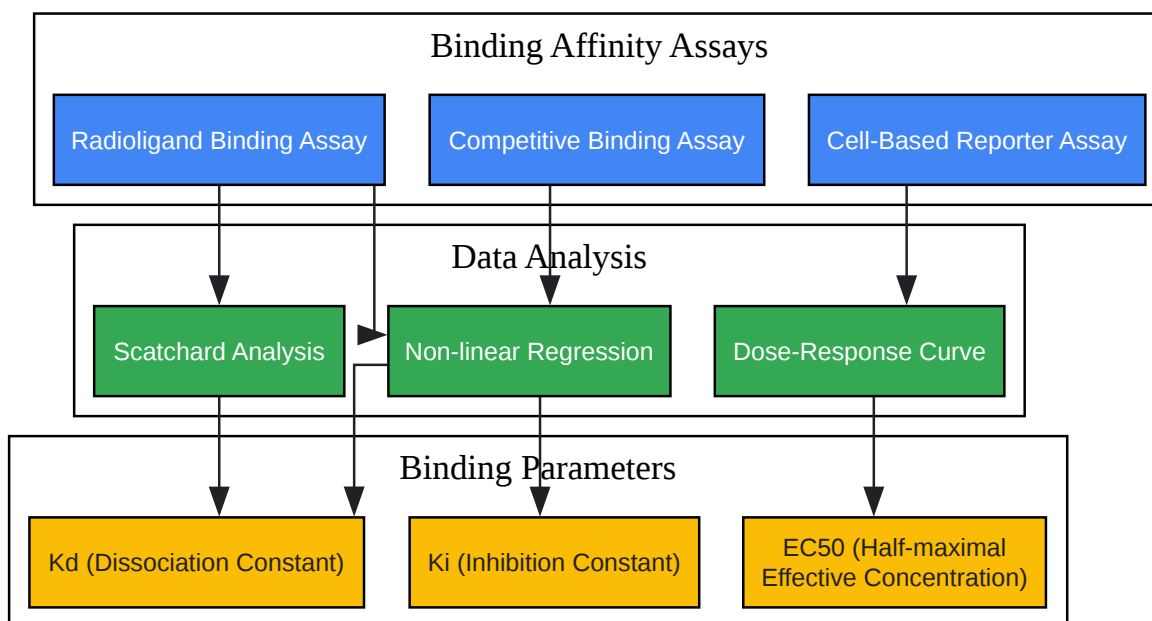 Binding Affinity Assays
Radioligand Binding Assay
Competitive Binding Assay
Cell-Based Reporter Assay
Data Analysis
Scatchard Analysis
Non-linear Regression
Dose-Response Curve
Binding Parameters
Kd (Dissociation Constant)
Ki (Inhibition Constant)
EC50 (Half-maximal
Effective Concentration)